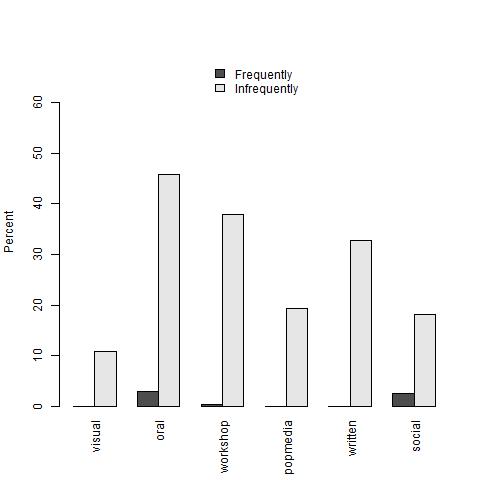 Frequently
Infrequently
60
50
40
30
20
10
0
Percent
visual
oral
workshop
popmedia
written
social